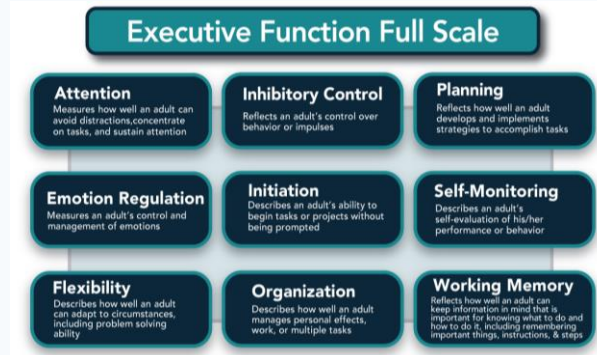 Executive Function Full Scale
Attention
Measures how well an adult can
avoid distractions,concentrate
on tasks, and sustain attention
Inhibitory Control
Reflects an adult's control over
behavior or impulses
Planning
Reflects how well an adult
develops and implements
strategies to accomplish tasks
Emotion Regulation
Measures an adult's control and
management of emotions
Initiation
Describes an adult's ability to
begin tasks or projects without
being prompted
Self-Monitoring
Describes an adult's
self-evaluation of his/her
performance or behavior
Flexibility
Describes how well an adult
can adapt to circumstances,
including problem solving
ability
Organization
Describes how well an adult
manages personal effects,
work, or multiple tasks
Working Memory
Reflects how well an adult can
keep information in mind that is
important for knowing what to do and
how to do it, including remembering
important things, instructions, & steps